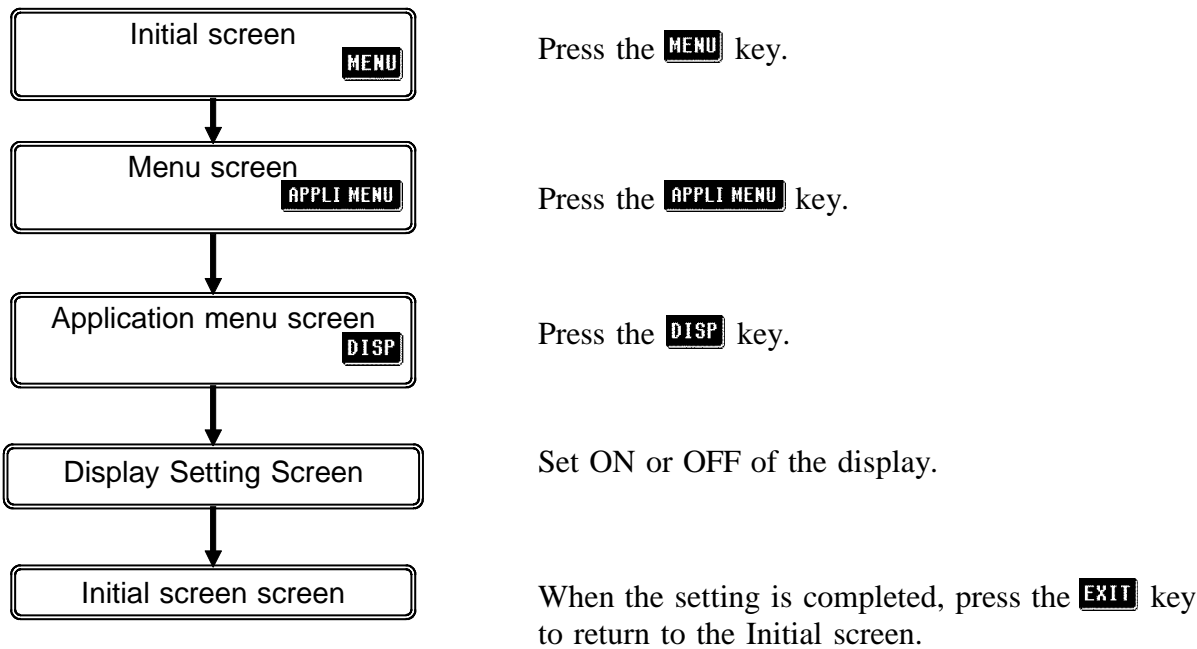 Initial screen
MENU
Press the MENU key.
Menu screen
APPLI MENU
Press the APPLI MENU key.
Application menu screen
DISP
Press the DISP key.
Display Setting Screen
Set ON or OFF of the display.
Initial screen screen
When the setting is completed, press the EXIT key
to return to the Initial screen.